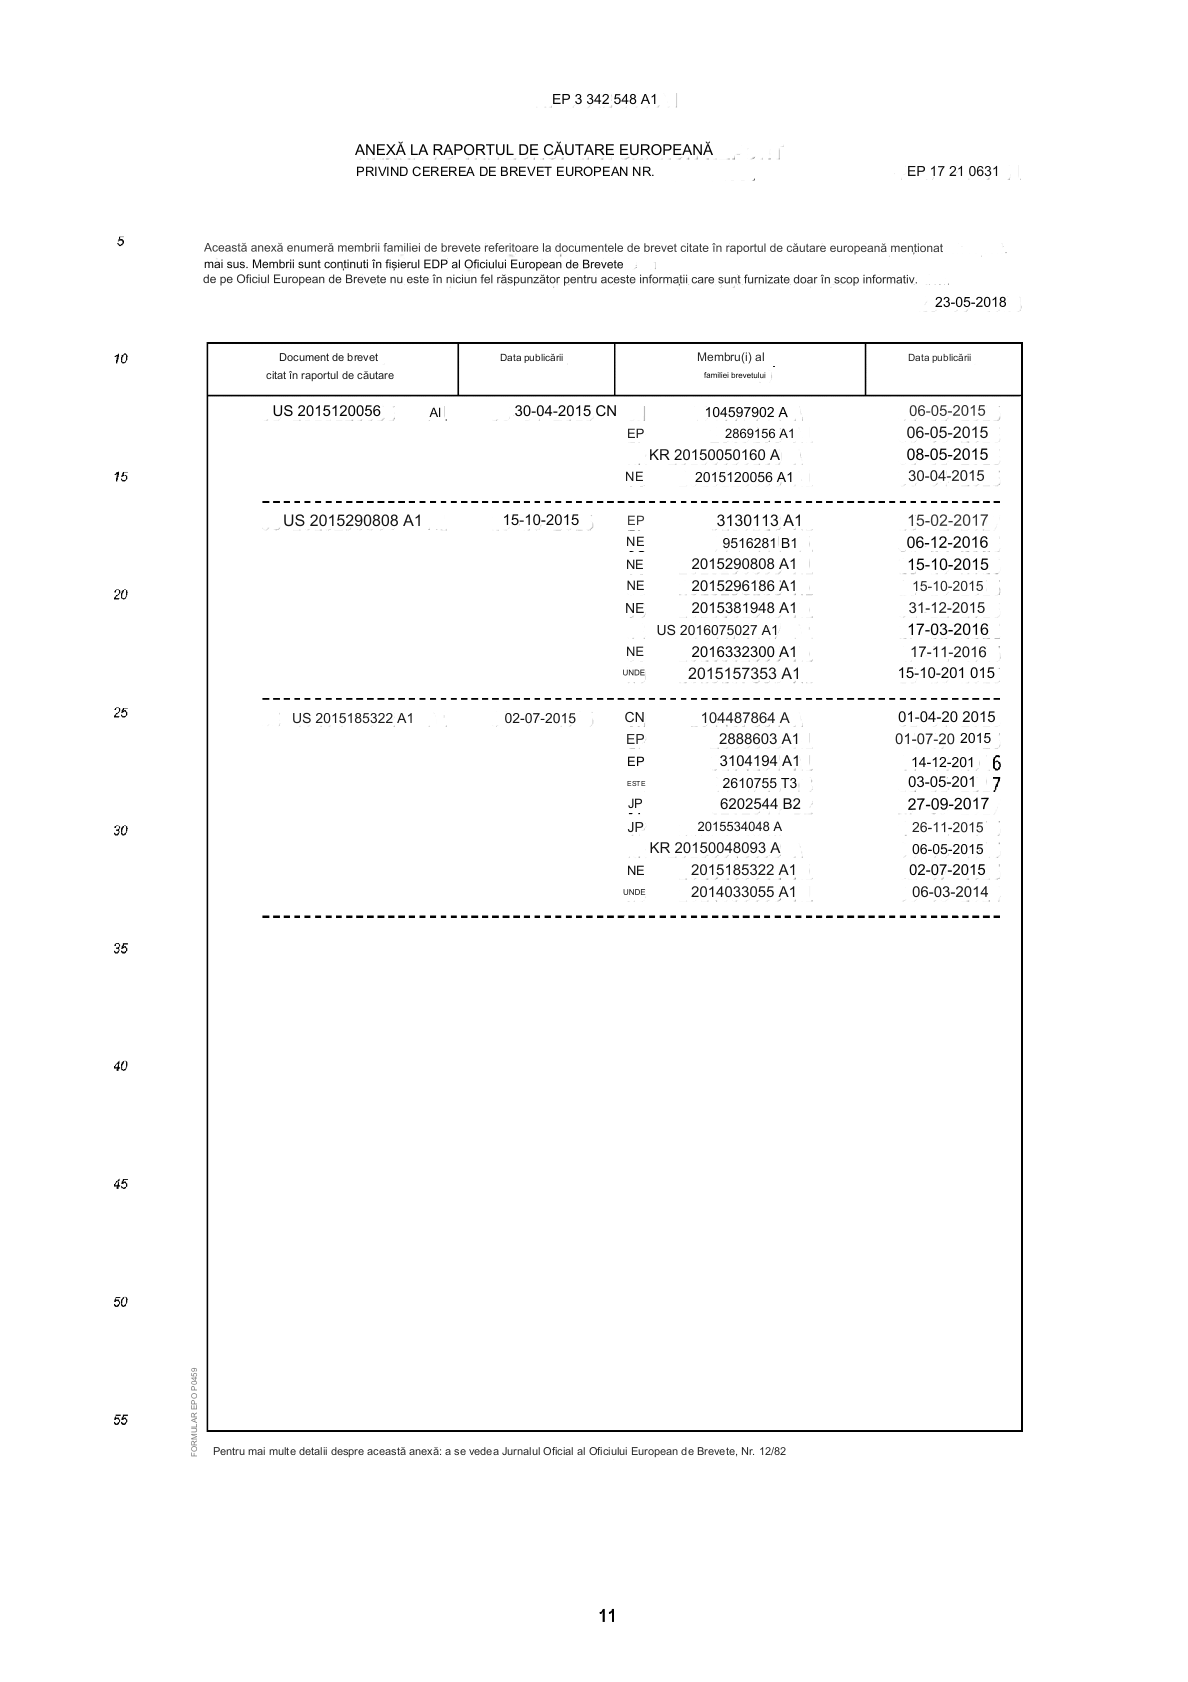 EP 3 342 548 A1
ANEXĂ LA RAPORTUL DE CĂUTARE EUROPEANĂ
PRIVIND CEREREA DE BREVET EUROPEAN NR.
EP 17 21 0631
5
Această anexă enumeră membrii familiei de brevete referitoare la documentele de brevet citate în raportul de căutare europeană menționat
mai sus. Membrii sunt conținuti în fișierul EDP al Oficiului European de Brevete
de pe Oficiul European de Brevete nu este în niciun fel răspunzător pentru aceste informații care sunt furnizate doar în scop informativ.
23-05-2018
10
Document de brevet citat în raportul de căutare
Data publicării
Membru(i) al familiei brevetului
Data publicării
US 2015120056 AI 30-04-2015 CN 104597902 A 06-05-2015
EP 2869156 A1 06-05-2015
KR 20150050160 A 08-05-2015
15
NE 2015120056 A1 30-04-2015
US 2015290808 A1 15-10-2015 EP 3130113 A1 15-02-2017
NE 9516281 B1 06-12-2016
NE 2015290808 A1 15-10-2015
NE 2015296186 A1 15-10-2015
20
NE 2015381948 A1 31-12-2015
US 2016075027 A1 17-03-2016
NE 2016332300 A1 17-11-2016
UNDE 2015157353 A1 15-10-201 015
25
US 2015185322 A1 02-07-2015 CN 104487864 A 01-04-20 2015
EP 2888603 A1 01-07-20 2015
EP 3104194 A1 14-12-201 6
ESTE 2610755 T3 03-05-201 7
JP 6202544 B2 27-09-2017
30
JP 2015534048 A 26-11-2015
KR 20150048093 A 06-05-2015
NE 2015185322 A1 02-07-2015
UNDE 2014033055 A1 06-03-2014
35
40
45
50
55
FORMULAR EPO P0459
Pentru mai multe detalii despre această anexă: a se vedea Jurnalul Oficial al Oficiului European de Brevete, Nr. 12/82
11